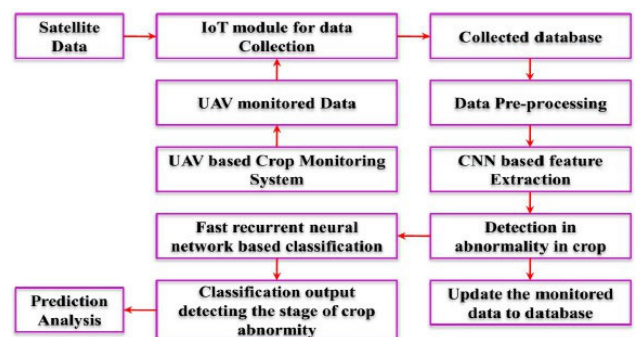 Satellite
Data
IoT module for data
Collection
Collected database
UAV monitored Data
Data Pre-processing
UAV based Crop Monitoring
System
CNN based feature
Extraction
Fast recurrent neural
network based classification
Detection in
abnormality in crop
Prediction
Analysis
Classification output
detecting the stage of crop
abnormity
Update the monitored
data to database